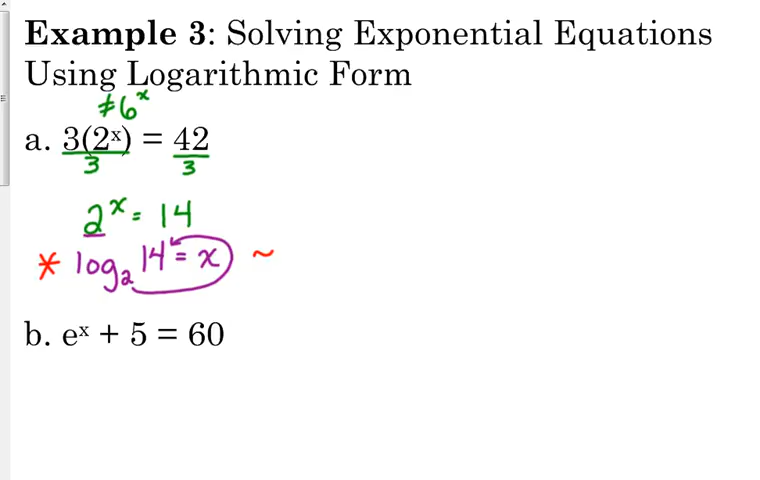 Example 3: Solving Exponential Equations
Using Logarithmic Form
≠6ˣ
a. 3(2ˣ) = 42
3 3
2ˣ = 14
* log₂ 14 = x ~
b. eˣ + 5 = 60